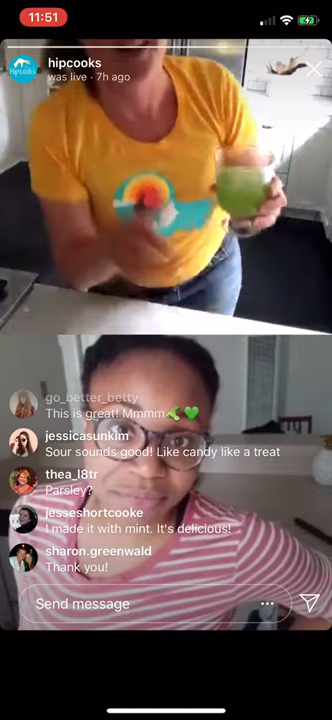 11:51
hipcooks
was live · 7h ago
Hipcooks
go_better_betty
This is great! Mmmm🌿💚
jessicasunkim
Sour sounds good! Like candy like a treat
thea_l8tr
Parsley?
jesseshortcooke
I made it with mint. It's delicious!
sharon.greenwald
Thank you!
Send message